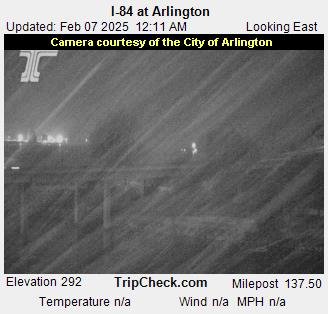 I-84 at Arlington
Updated: Feb 07 2025 12:11 AM Looking East
Camera courtesy of the City of Arlington
Elevation 292 TripCheck.com Milepost 137.50
Temperature n/a Wind n/a MPH n/a